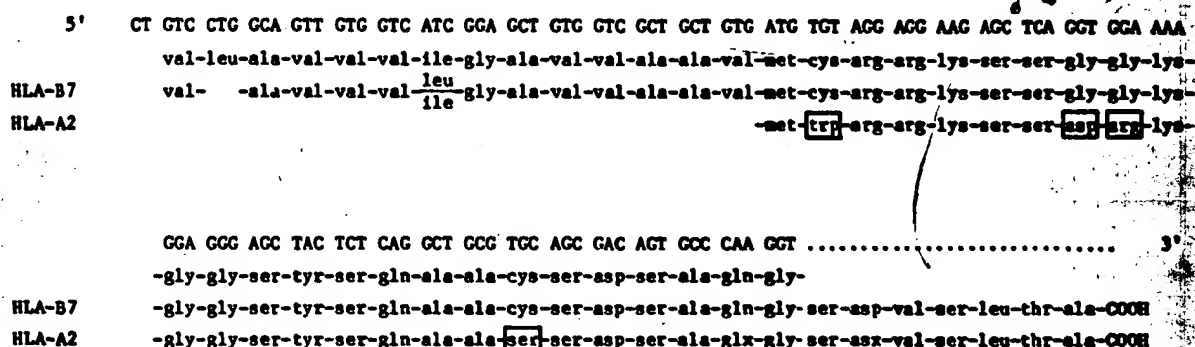 5' CT GTC CTG GCA GTT GTG GTC ATC GGA GCT GTG GTC GCT GCT GTG ATG TGT AGG AGG AAG AGC TCA GGT GGA AAA
val-leu-ala-val-val-val-ile-gly-ala-val-val-ala-ala-val-met-cys-arg-arg-lys-ser-ser-gly-gly-lys-
leu
HLA-B7 val- -ala-val-val-val- -gly-ala-val-val-ala-ala-val-met-cys-arg-arg-lys-ser-ser-gly-gly-lys-
ile
HLA-A2 -met-trp-arg-arg-lys-ser-ser-asp-arg-lys-
GGA GGG AGC TAC TCT CAG GCT GCG TGC AGC GAC AGT GCC CAA GGT .............................. 3'
-gly-gly-ser-tyr-ser-gln-ala-ala-cys-ser-asp-ser-ala-gln-gly-
HLA-B7 -gly-gly-ser-tyr-ser-gln-ala-ala-cys-ser-asp-ser-ala-gln-gly-ser-asp-val-ser-leu-thr-ala-COOH
HLA-A2 -gly-gly-ser-tyr-ser-gln-ala-ala-ser-ser-asp-ser-ala-glx-gly-ser-asx-val-ser-leu-thr-ala-COOH